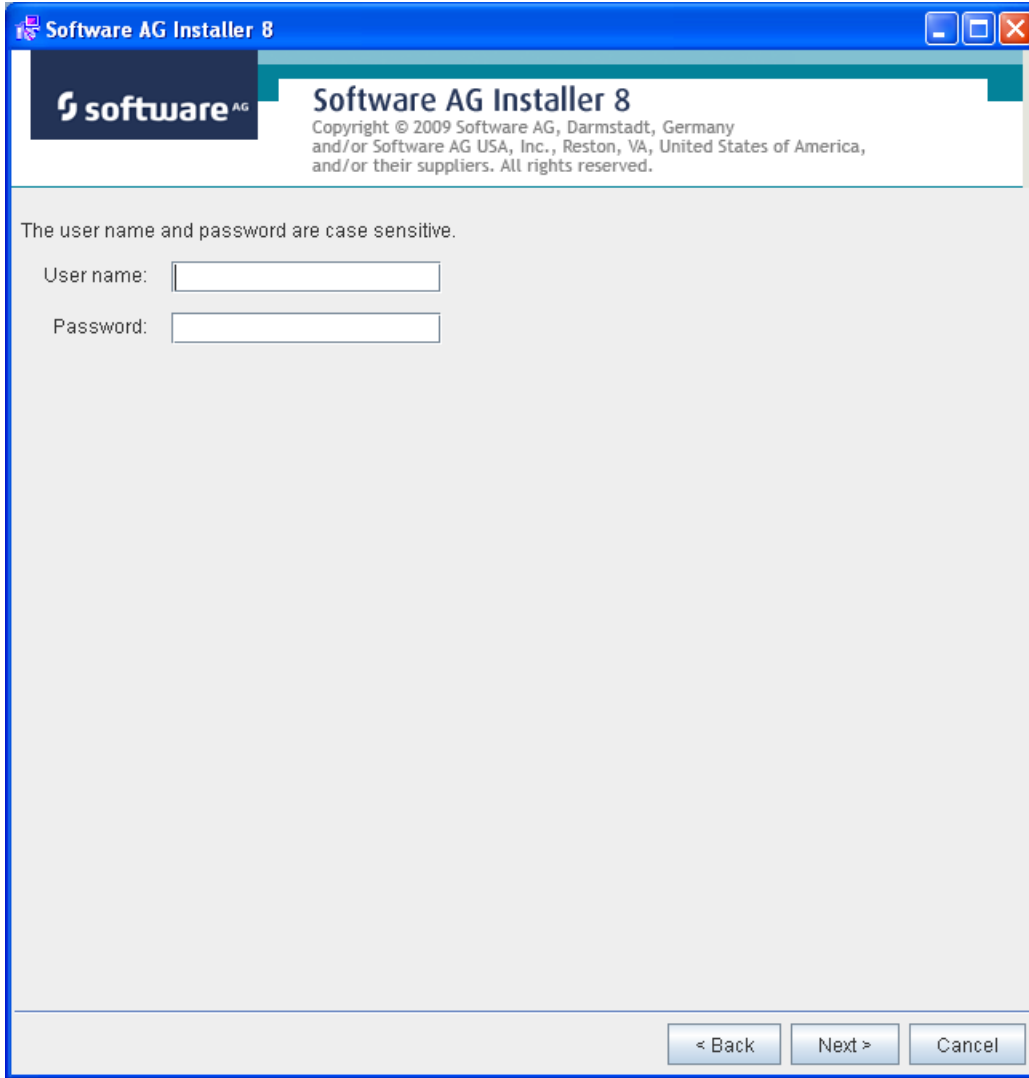 Software AG Installer 8
software AG
Software AG Installer 8
Copyright © 2009 Software AG, Darmstadt, Germany
and/or Software AG USA, Inc., Reston, VA, United States of America,
and/or their suppliers. All rights reserved.
The user name and password are case sensitive.
User name:
Password:
< Back
Next >
Cancel